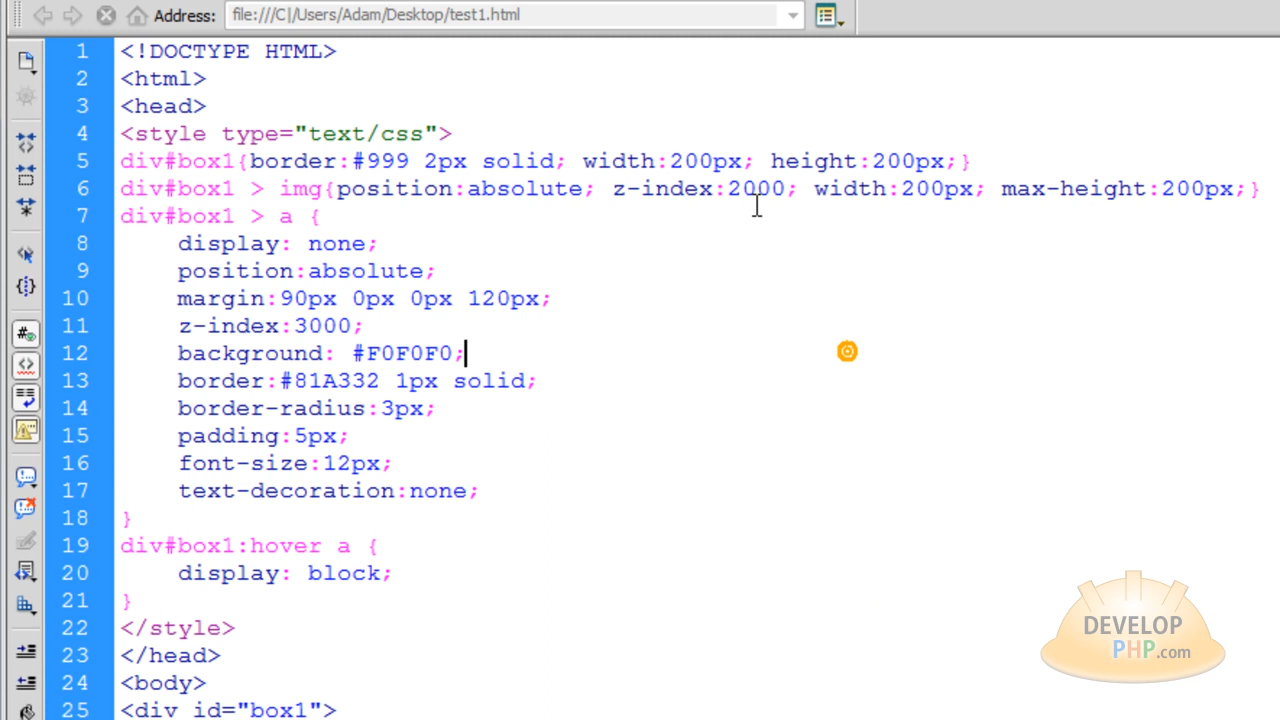 Address: file:///C|/Users/Adam/Desktop/test1.html
1 <!DOCTYPE HTML>
2 <html>
3 <head>
4 <style type="text/css">
5 div#box1{border:#999 2px solid; width:200px; height:200px;}
6 div#box1 > img{position:absolute; z-index:2000; width:200px; max-height:200px;}
7 div#box1 > a {
8     display: none;
9     position:absolute;
10     margin:90px 0px 0px 120px;
11     z-index:3000;
12     background: #F0F0F0;
13     border:#81A332 1px solid;
14     border-radius:3px;
15     padding:5px;
16     font-size:12px;
17     text-decoration:none;
18 }
19 div#box1:hover a {
20     display: block;
21 }
22 </style>
23 </head>
24 <body>
25 <div id="box1">
DEVELOP
PHP.com